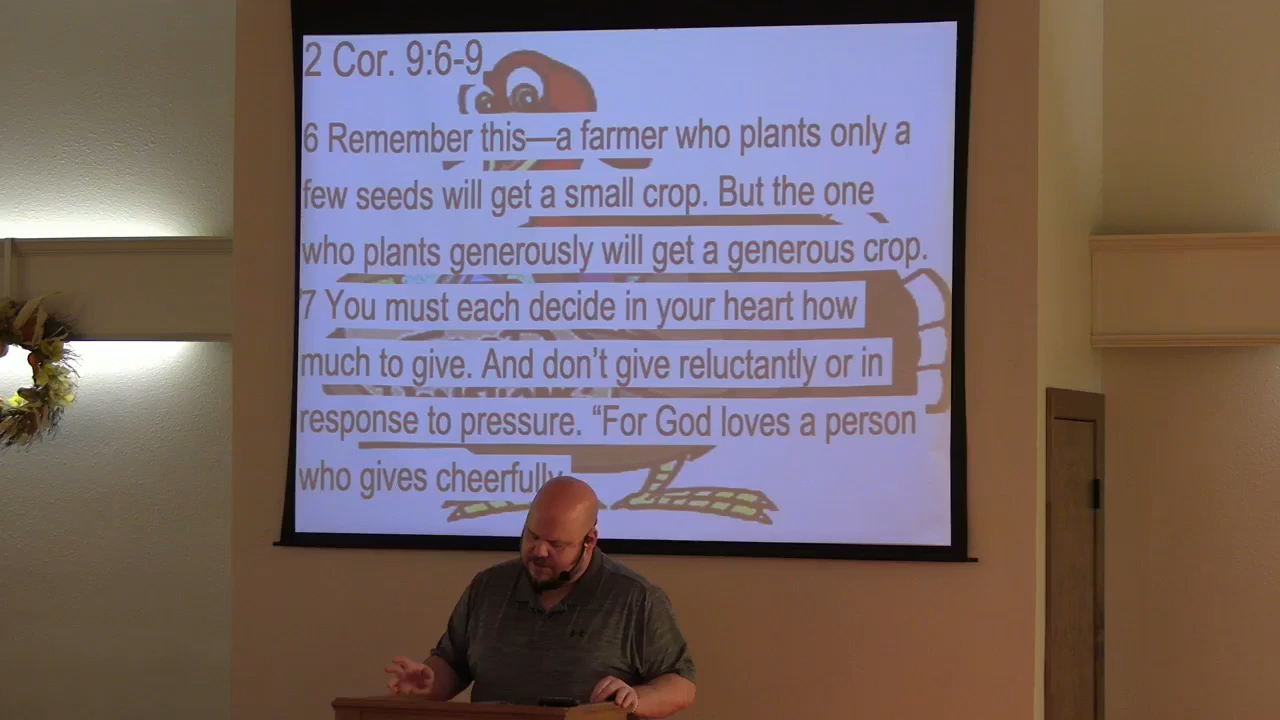 2 Cor. 9:6-9
6 Remember this—a farmer who plants only a
few seeds will get a small crop. But the one
who plants generously will get a generous crop.
7 You must each decide in your heart how
much to give. And don’t give reluctantly or in
response to pressure. “For God loves a person
who gives cheerfully